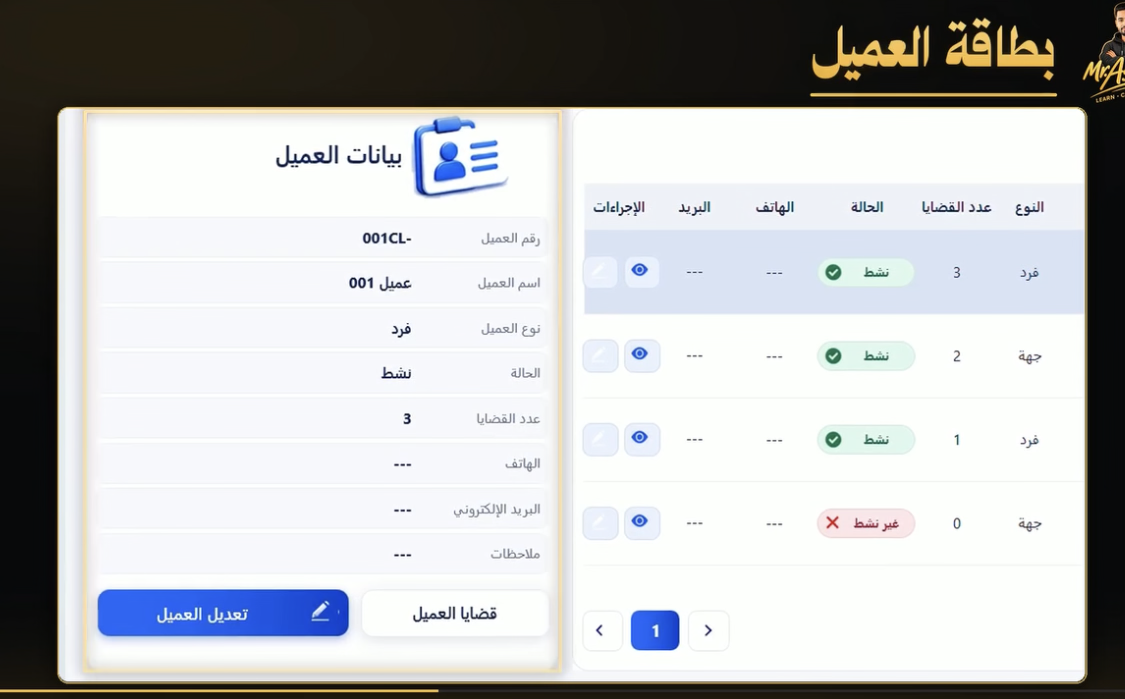 بطاقة العميل
LEARN
النوع عدد القضايا الحالة الهاتف البريد الإجراءات
فرد 3 نشط --- ---
جهة 2 نشط --- ---
فرد 1 نشط --- ---
جهة 0 غير نشط --- ---
1
بيانات العميل
رقم العميل 001CL-
اسم العميل عميل 001
نوع العميل فرد
الحالة نشط
عدد القضايا 3
الهاتف ---
البريد الإلكتروني ---
ملاحظات ---
قضايا العميل
تعديل العميل